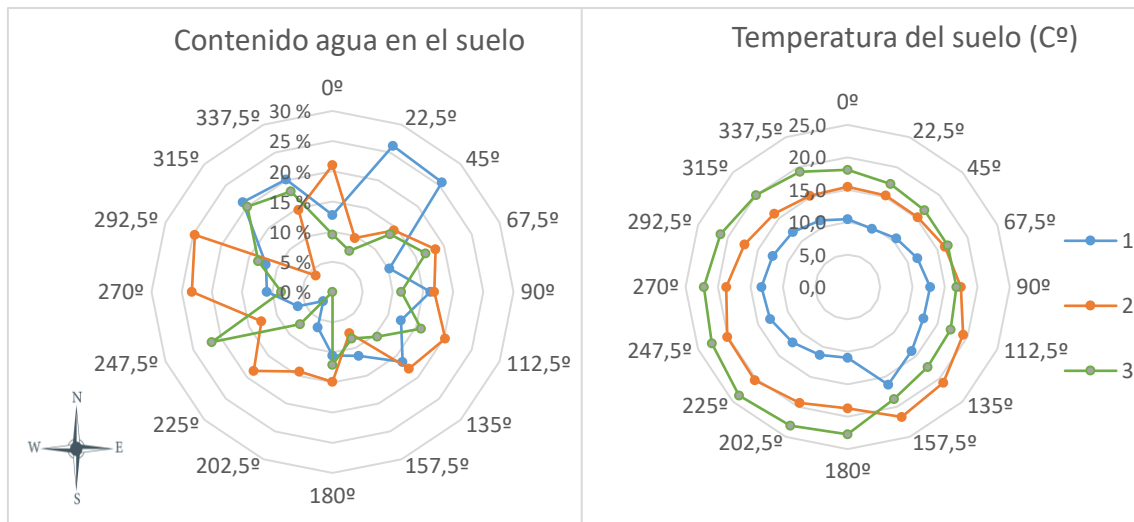 Contenido agua en el suelo
0º
22,5º
45º
67,5º
90º
112,5º
135º
157,5º
180º
202,5º
225º
247,5º
270º
292,5º
315º
337,5º
30 %
25 %
20 %
15 %
10 %
5 %
0 %
N
W
E
S
Temperatura del suelo (Cº)
0º
22,5º
45º
67,5º
90º
112,5º
135º
157,5º
180º
202,5º
225º
247,5º
270º
292,5º
315º
337,5º
25,0
20,0
15,0
10,0
5,0
0,0
1
2
3